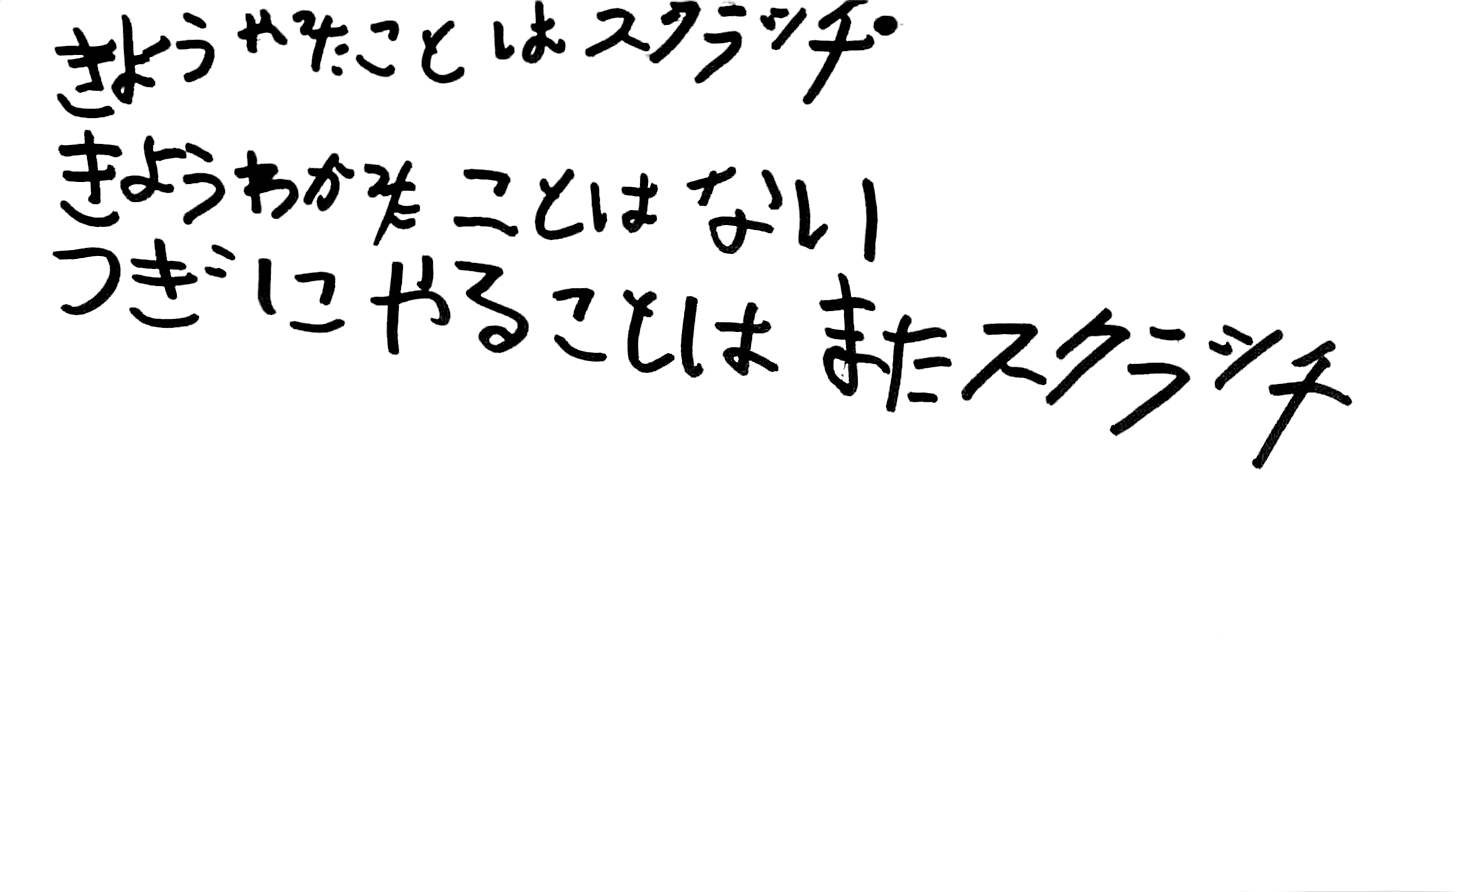 きようやったことはスクラッチ
きようわかったことはない
つぎにやることはまたスクラッチ